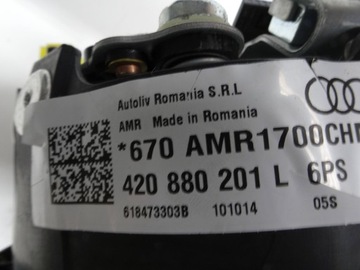 Autoliv Romania S.R.L
AMR Made in Romania
*670 AMR1700CH
420 880 201 L 6PS
618473303B 101014 05S